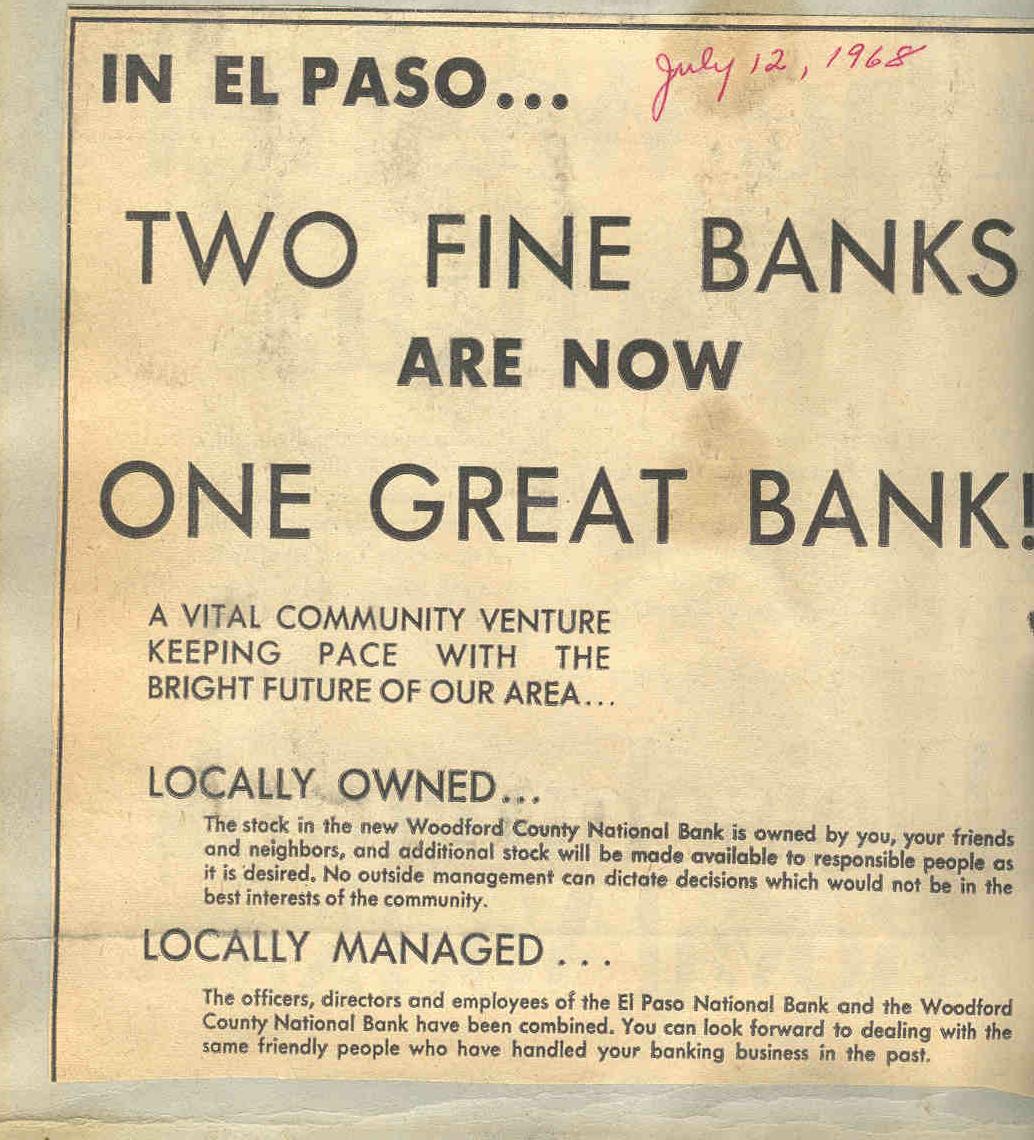 IN EL PASO...
July 12, 1968
TWO FINE BANKS
ARE NOW
ONE GREAT BANK!
A VITAL COMMUNITY VENTURE
KEEPING PACE WITH THE
BRIGHT FUTURE OF OUR AREA...
LOCALLY OWNED...
The stock in the new Woodford County National Bank is owned by you, your friends
and neighbors, and additional stock will be made available to responsible people as
it is desired. No outside management can dictate decisions which would not be in the
best interests of the community.
LOCALLY MANAGED . . .
The officers, directors and employees of the El Paso National Bank and the Woodford
County National Bank have been combined. You can look forward to dealing with the
same friendly people who have handled your banking business in the past.